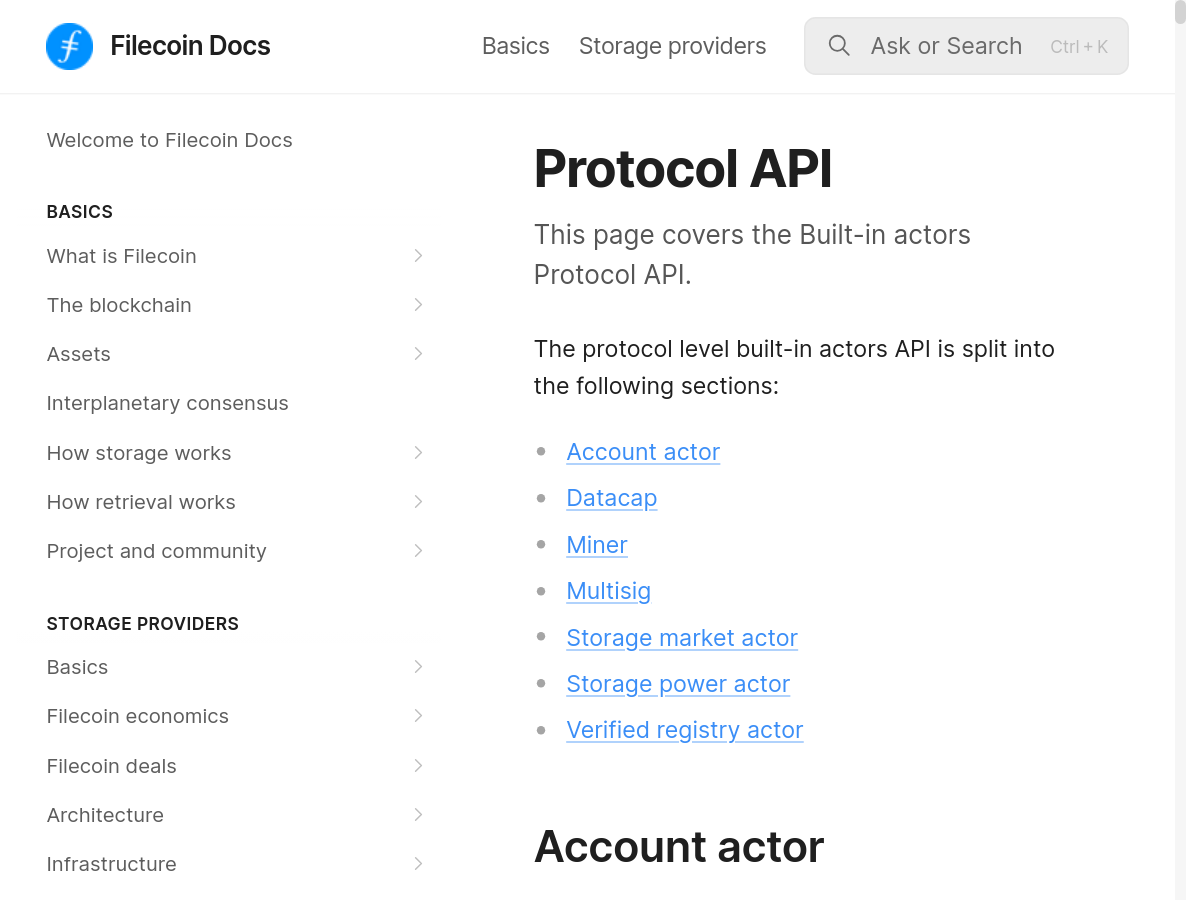 Filecoin Docs
Basics
Storage providers
Ask or Search
Ctrl + K
Welcome to Filecoin Docs
BASICS
What is Filecoin
The blockchain
Assets
Interplanetary consensus
How storage works
How retrieval works
Project and community
STORAGE PROVIDERS
Basics
Filecoin economics
Filecoin deals
Architecture
Infrastructure
Protocol API
This page covers the Built-in actors
Protocol API.
The protocol level built-in actors API is split into
the following sections:
Account actor
Datacap
Miner
Multisig
Storage market actor
Storage power actor
Verified registry actor
Account actor